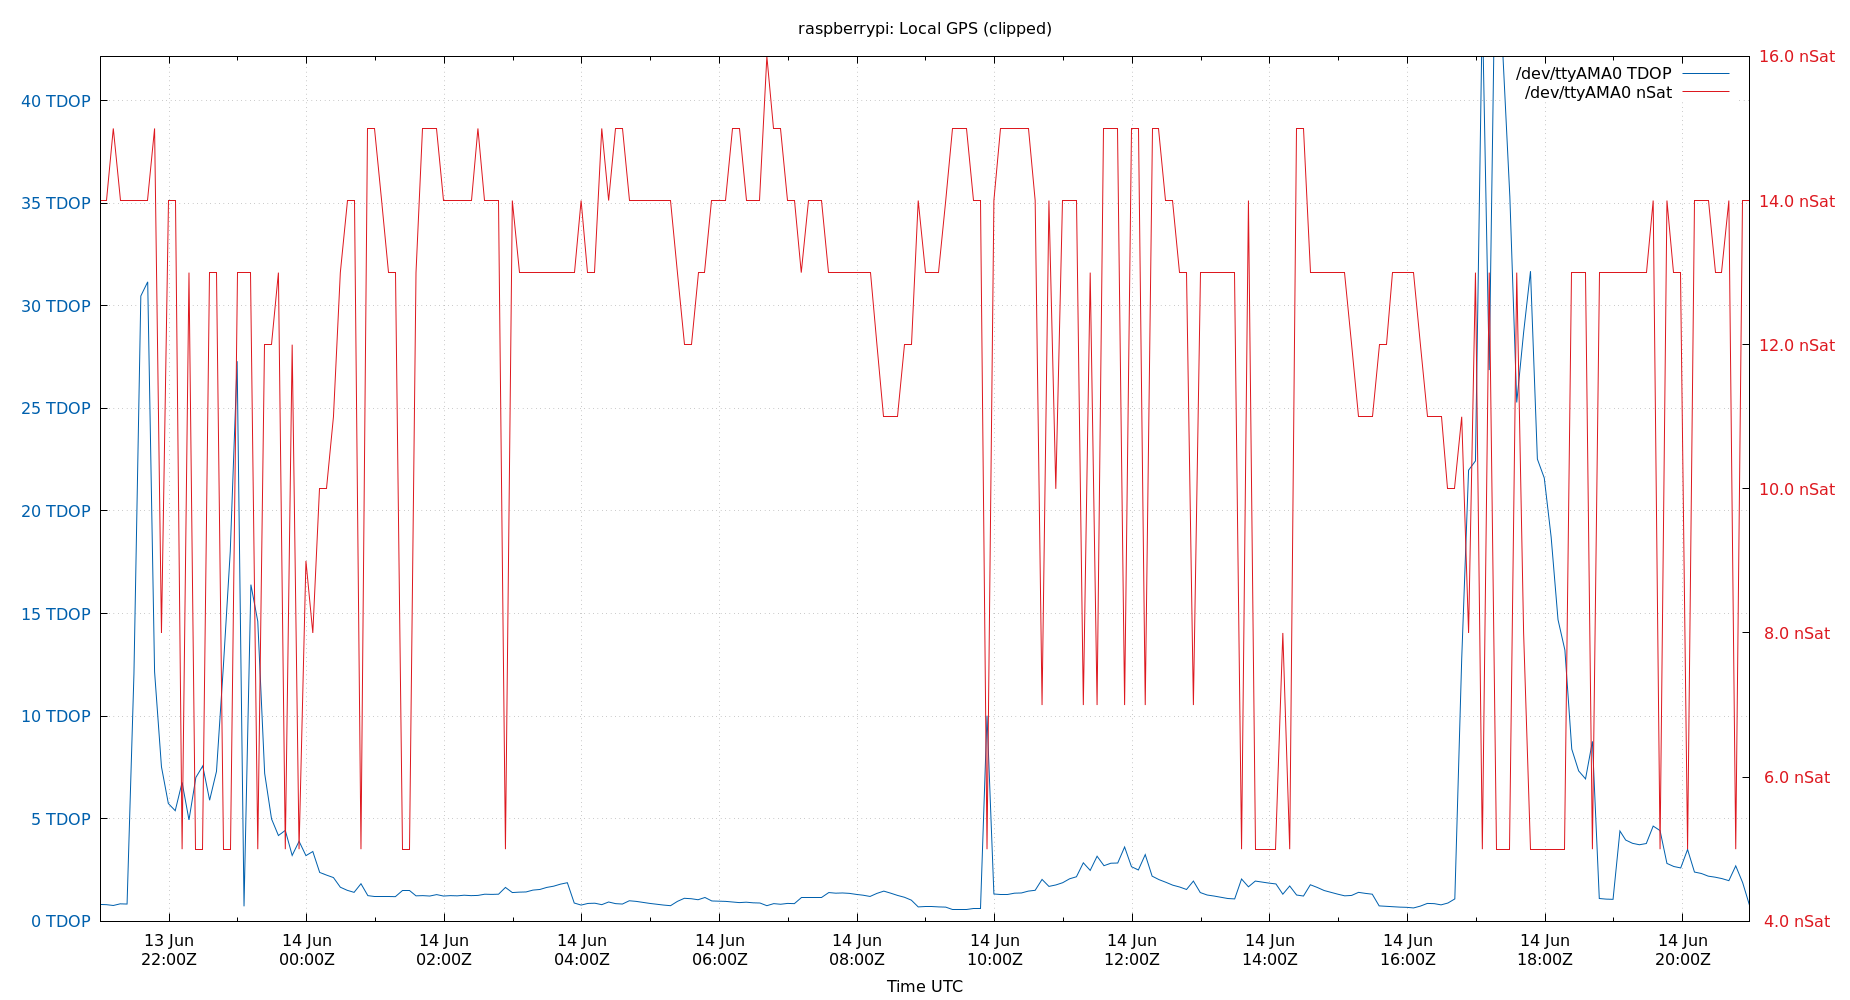 raspberrypi: Local GPS (clipped)
/dev/ttyAMA0 TDOP
/dev/ttyAMA0 nSat
40 TDOP
35 TDOP
30 TDOP
25 TDOP
20 TDOP
15 TDOP
10 TDOP
5 TDOP
0 TDOP
16.0 nSat
14.0 nSat
12.0 nSat
10.0 nSat
8.0 nSat
6.0 nSat
4.0 nSat
13 Jun
22:00Z
14 Jun
00:00Z
14 Jun
02:00Z
14 Jun
04:00Z
14 Jun
06:00Z
14 Jun
08:00Z
14 Jun
10:00Z
14 Jun
12:00Z
14 Jun
14:00Z
14 Jun
16:00Z
14 Jun
18:00Z
14 Jun
20:00Z
Time UTC